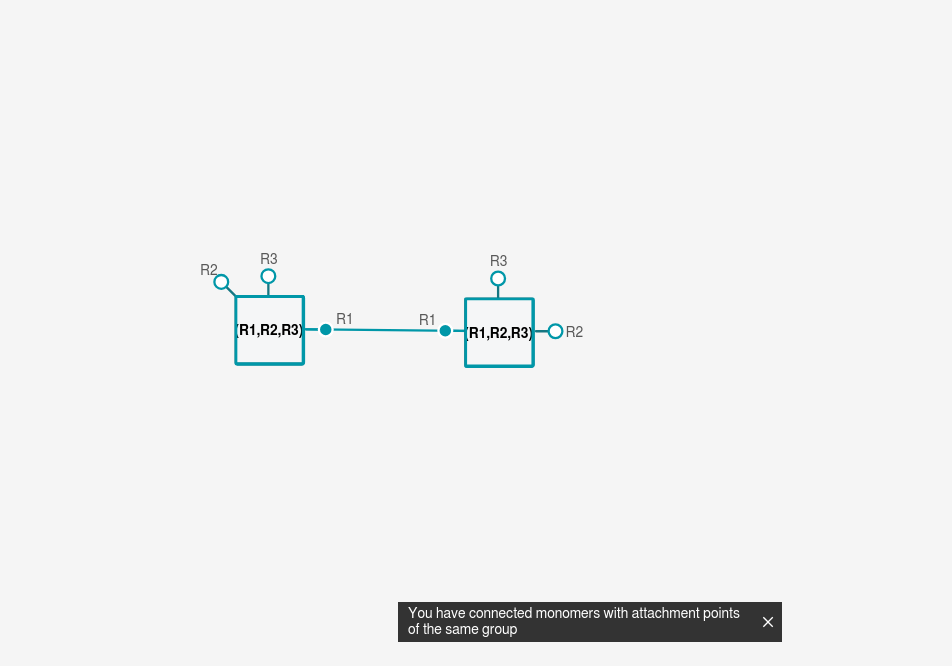 R3
R3
R2
R1
R1
R2
(R1,R2,R3)
(R1,R2,R3)
You have connected monomers with attachment points
of the same group